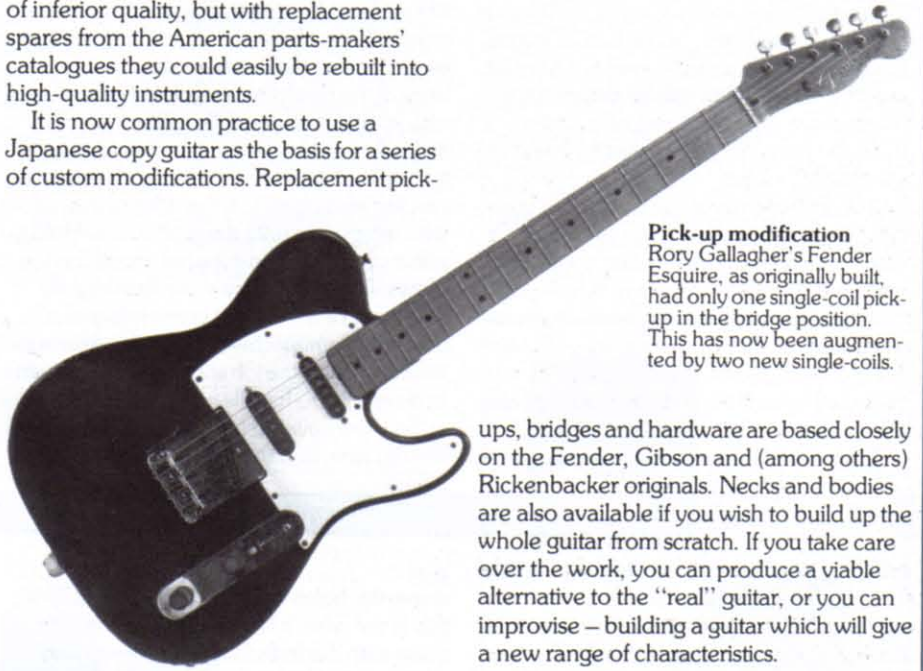 of inferior quality, but with replacement
spares from the American parts-makers'
catalogues they could easily be rebuilt into
high-quality instruments.
It is now common practice to use a
Japanese copy guitar as the basis for a series
of custom modifications. Replacement pick-
Fender
Pick-up modification
Rory Gallagher's Fender
Esquire, as originally built,
had only one single-coil pick-
up in the bridge position.
This has now been augmen-
ted by two new single-coils.
ups, bridges and hardware are based closely
on the Fender, Gibson and (among others)
Rickenbacker originals. Necks and bodies
are also available if you wish to build up the
whole guitar from scratch. If you take care
over the work, you can produce a viable
alternative to the "real" guitar, or you can
improvise – building a guitar which will give
a new range of characteristics.